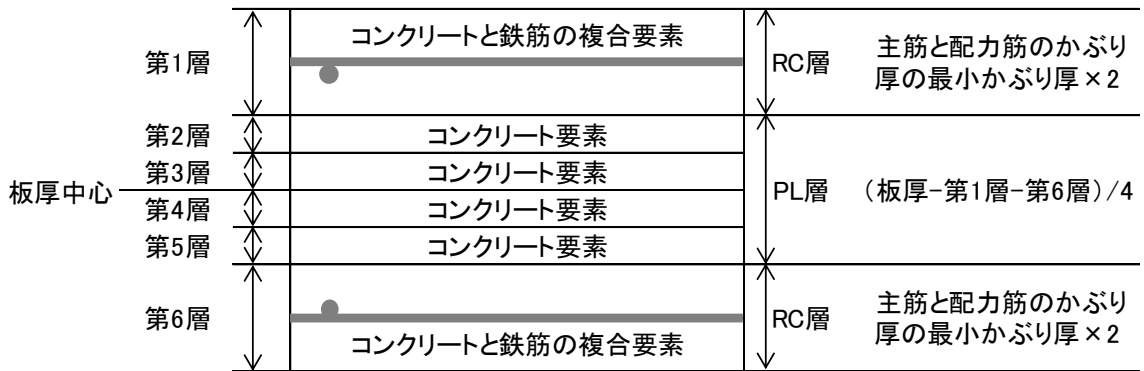 第1層
コンクリートと鉄筋の複合要素
RC層
主筋と配力筋のかぶり
厚の最小かぶり厚×2
第2層
コンクリート要素
第3層
コンクリート要素
板厚中心
第4層
コンクリート要素
第5層
コンクリート要素
PL層
(板厚-第1層-第6層)/4
第6層
コンクリートと鉄筋の複合要素
RC層
主筋と配力筋のかぶり
厚の最小かぶり厚×2